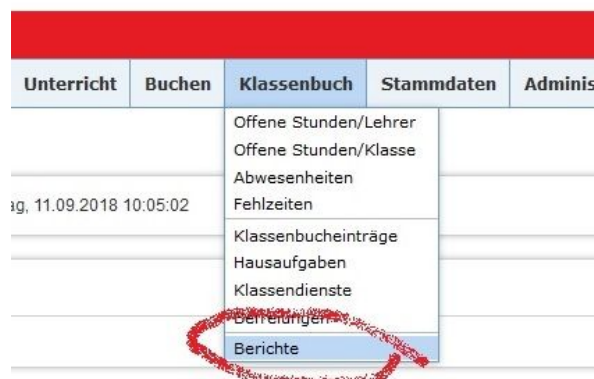 Unterricht Buchen Klassenbuch Stammdaten Adminis
Offene Stunden/Lehrer
Offene Stunden/Klasse
Abwesenheiten
ag, 11.09.2018 10:05:02
Fehlzeiten
Klassenbucheinträge
Hausaufgaben
Klassendienste
Befreiungen
Berichte